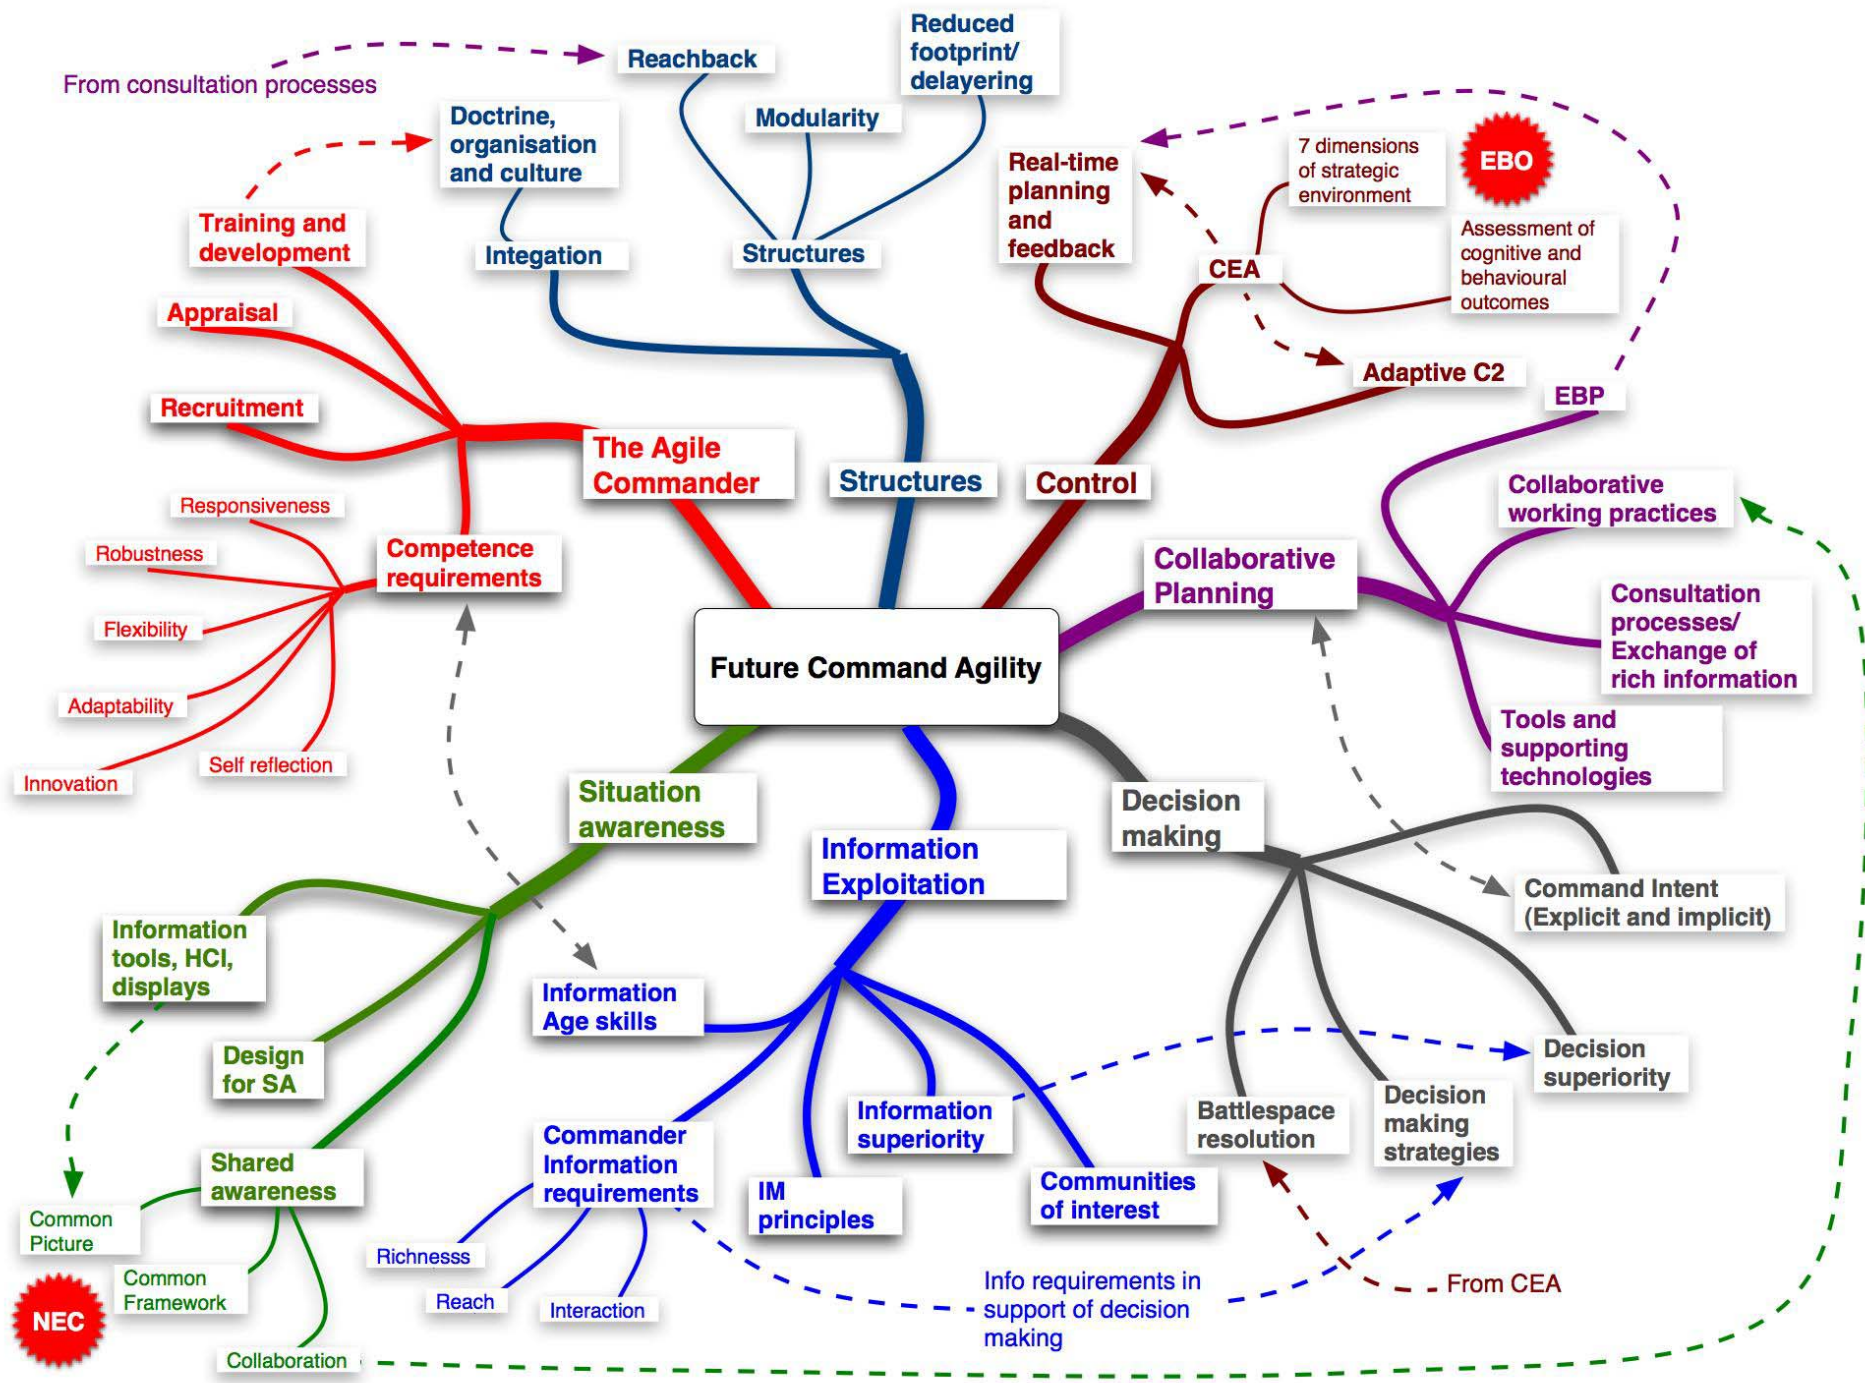 From consultation processes
Reachback
Reduced
footprint/
delayering
Modularity
Doctrine,
organisation
and culture
Integation
Structures
Structures
Training and
development
Appraisal
Recruitment
The Agile
Commander
Competence
requirements
Responsiveness
Robustness
Flexibility
Adaptability
Innovation
Self reflection
Real-time
planning
and
feedback
CEA
7 dimensions
of strategic
environment
EBO
Assessment of
cognitive and
behavioural
outcomes
Adaptive C2
Control
EBP
Collaborative
working practices
Collaborative
Planning
Consultation
processes/
Exchange of
rich information
Tools and
supporting
technologies
Future Command Agility
Situation
awareness
Information
tools, HCI,
displays
Design
for SA
Shared
awareness
Common
Picture
Common
Framework
NEC
Collaboration
Information
Exploitation
Information
Age skills
Commander
Information
requirements
Richnesss
Reach
Interaction
IM
principles
Information
superiority
Communities
of interest
Info requirements in
support of decision
making
Decision
making
Command Intent
(Explicit and implicit)
Decision
superiority
Decision
making
strategies
Battlespace
resolution
From CEA